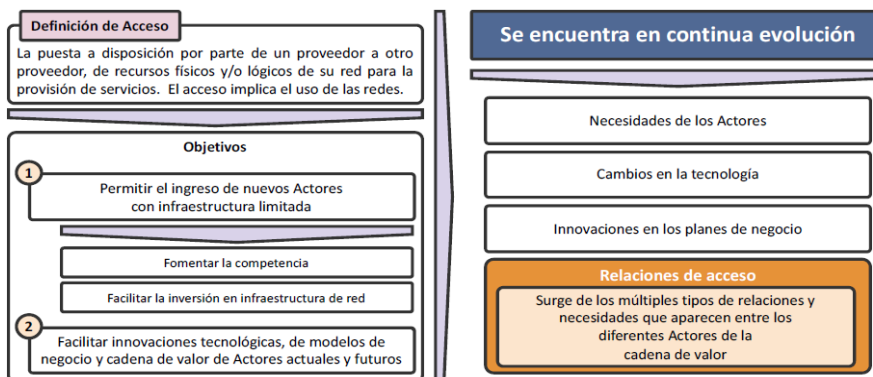 Definición de Acceso
La puesta a disposición por parte de un proveedor a otro
proveedor, de recursos físicos y/o lógicos de su red para la
provisión de servicios. El acceso implica el uso de las redes.
Objetivos
1
Permitir el ingreso de nuevos Actores
con infraestructura limitada
Fomentar la competencia
Facilitar la inversión en infraestructura de red
2
Facilitar innovaciones tecnológicas, de modelos de
negocio y cadena de valor de Actores actuales y futuros
Se encuentra en continua evolución
Necesidades de los Actores
Cambios en la tecnología
Innovaciones en los planes de negocio
Relaciones de acceso
Surge de los múltiples tipos de relaciones y
necesidades que aparecen entre los
diferentes Actores de la
cadena de valor